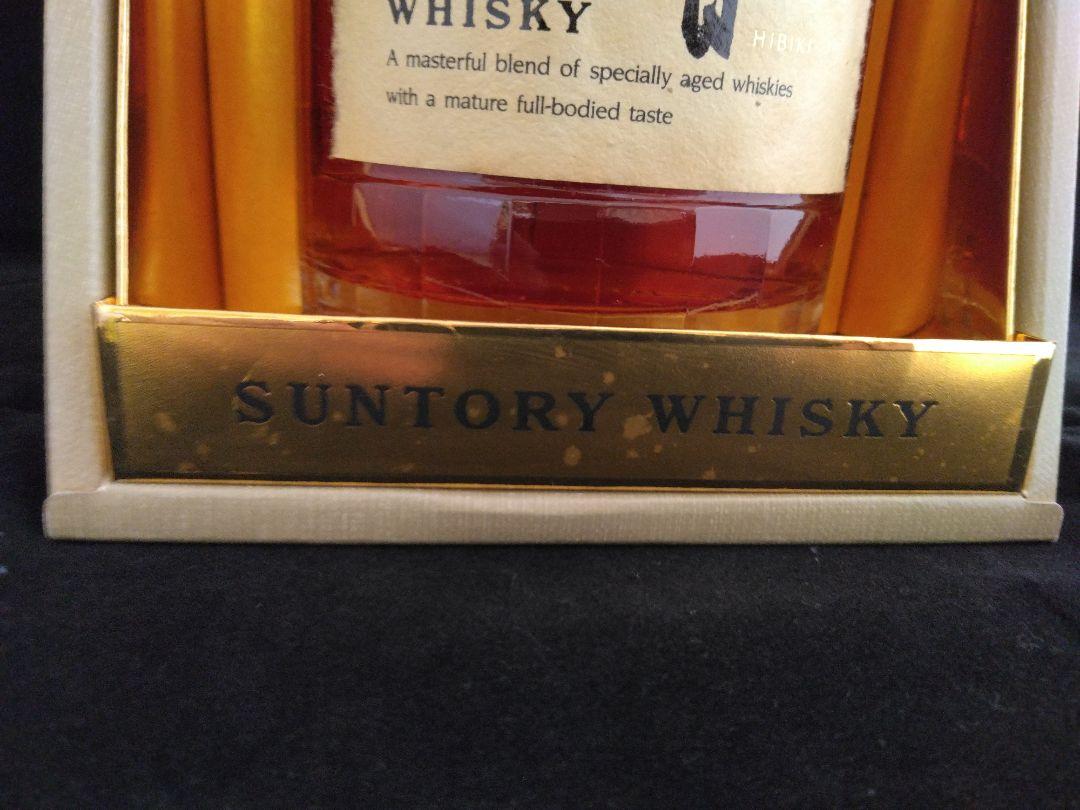 WHISKY
HIBIKI
A masterful blend of specially aged whiskies
with a mature full-bodied taste
SUNTORY WHISKY